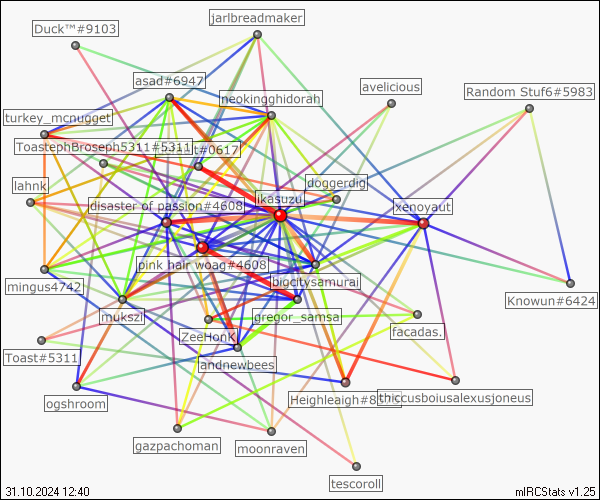 jarlbreadmaker
Duck™#9103
asad#6947
avelicious
Random Stuf6#5983
neokingghidorah
turkey_mcnugget
ToastephBroseph5311#5311
#0617
lahnk
doggerdig
ikasuzu
disaster of passion#4608
xenoyaut
pink hair woag#4608
mingus4742
bigcitysamurai
Knowun#6424
mukszi
gregor_samsa
ZeeHonK
facadas.
Toast#5311
andnewbees
ogshroom
Heighleaigh#8
thiccusboiusalexusjoneus
gazpachoman
moonraven
tescoroll
31.10.2024 12:40
mIRCStats v1.25